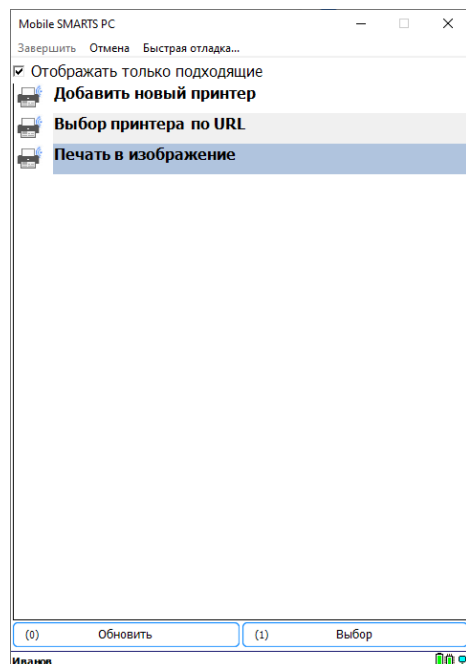 Mobile SMARTS PC
Завершить Отмена Быстрая отладка...
Отображать только подходящие
Добавить новый принтер
Выбор принтера по URL
Печать в изображение
(0) Обновить (1) Выбор
Иванов